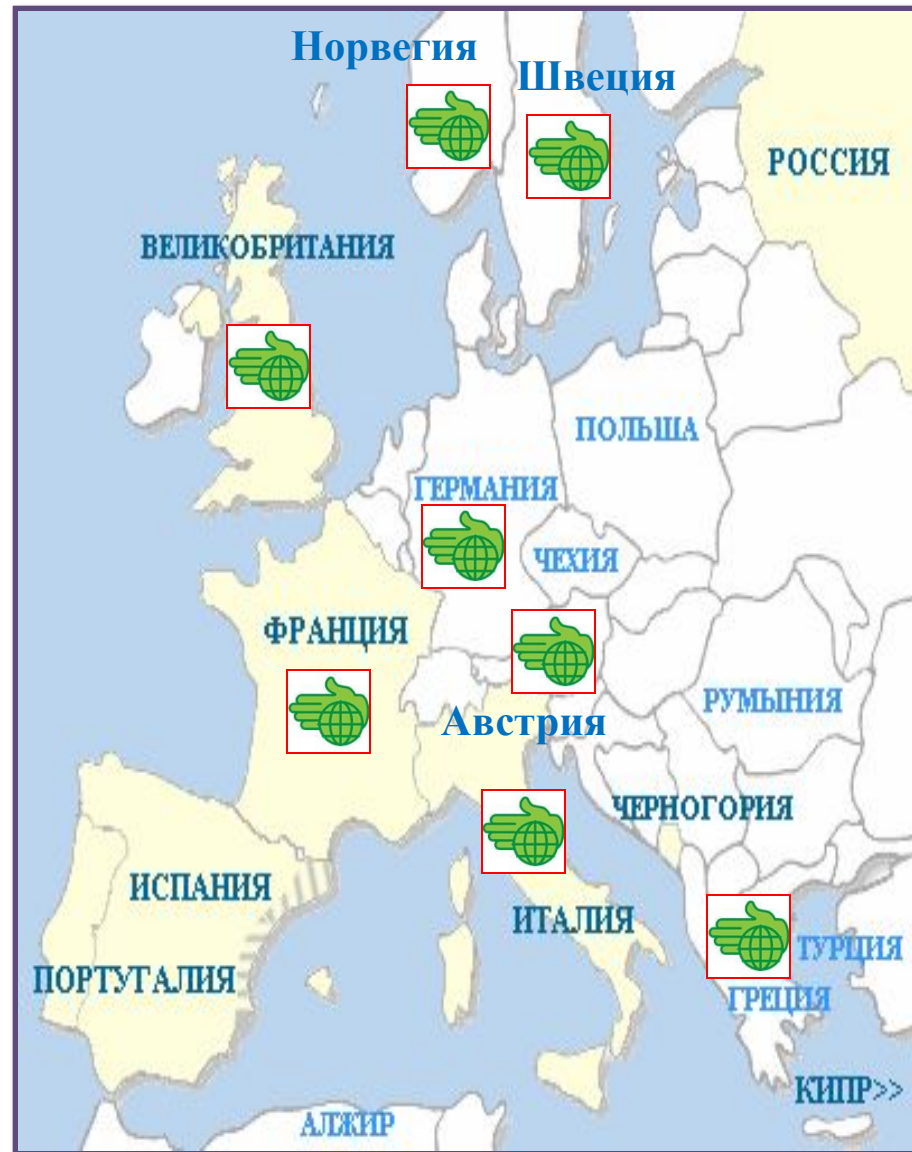 Норвегия
Швеция
РОССИЯ
ВЕЛИКОБРИТАНИЯ
ПОЛЬША
ГЕРМАНИЯ
ЧЕХИЯ
ФРАНЦИЯ
РУМЫНИЯ
Австрия
ЧЕРНОГОРИЯ
ИСПАНИЯ
ИТАЛИЯ
ТУРЦИЯ
ПОРТУГАЛИЯ
ГРЕЦИЯ
КИПР>>
АЛЖИР